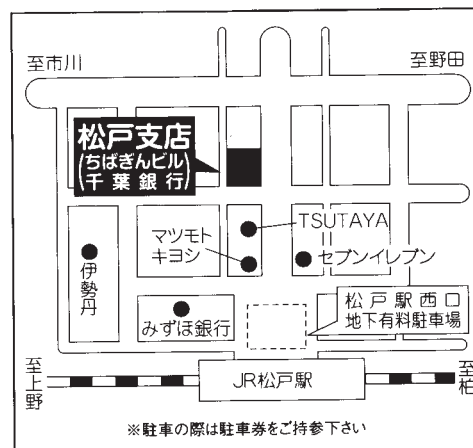 至市川
至野田
松戸支店
(ちばぎんビル)
(千葉銀行)
TSUTAYA
マツモト
キヨシ
セブンイレブン
伊勢丹
みずほ銀行
松戸駅西口
地下有料駐車場
至上野
JR松戸駅
至柏
※駐車の際は駐車券をご持参下さい